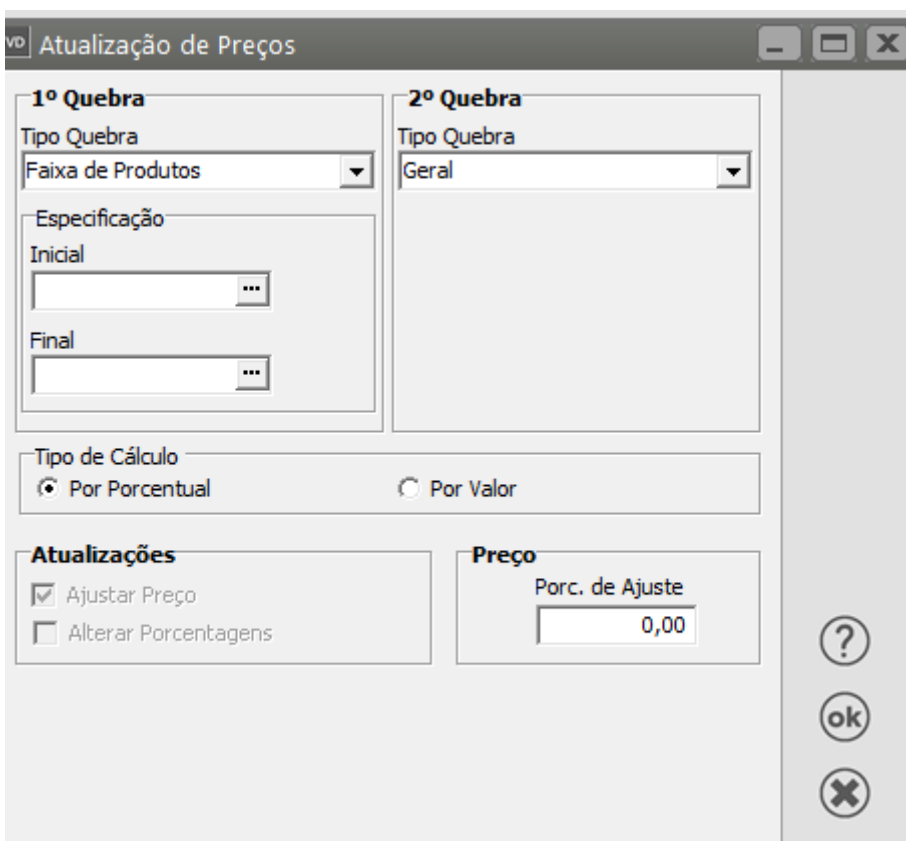 VD Atualização de Preços
1º Quebra
Tipo Quebra
Faixa de Produtos
Especificação
Inicial
...
Final
...
2º Quebra
Tipo Quebra
Geral
Tipo de Cálculo
Por Porcentual
Por Valor
Atualizações
Ajustar Preço
Alterar Porcentagens
Preço
Porc. de Ajuste
0,00
?
ok